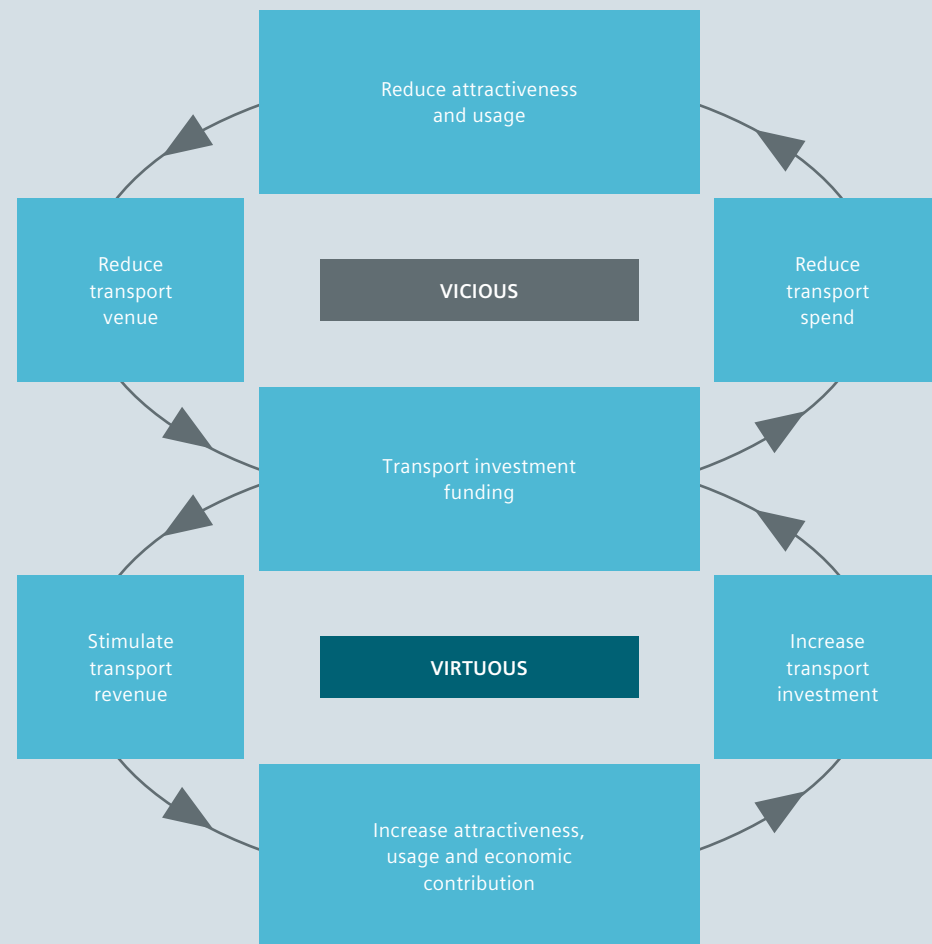 Reduce attractiveness
and usage
Reduce
transport
venue
VICIOUS
Reduce
transport
spend
Transport investment
funding
Stimulate
transport
revenue
VIRTUOUS
Increase
transport
investment
Increase attractiveness,
usage and economic
contribution